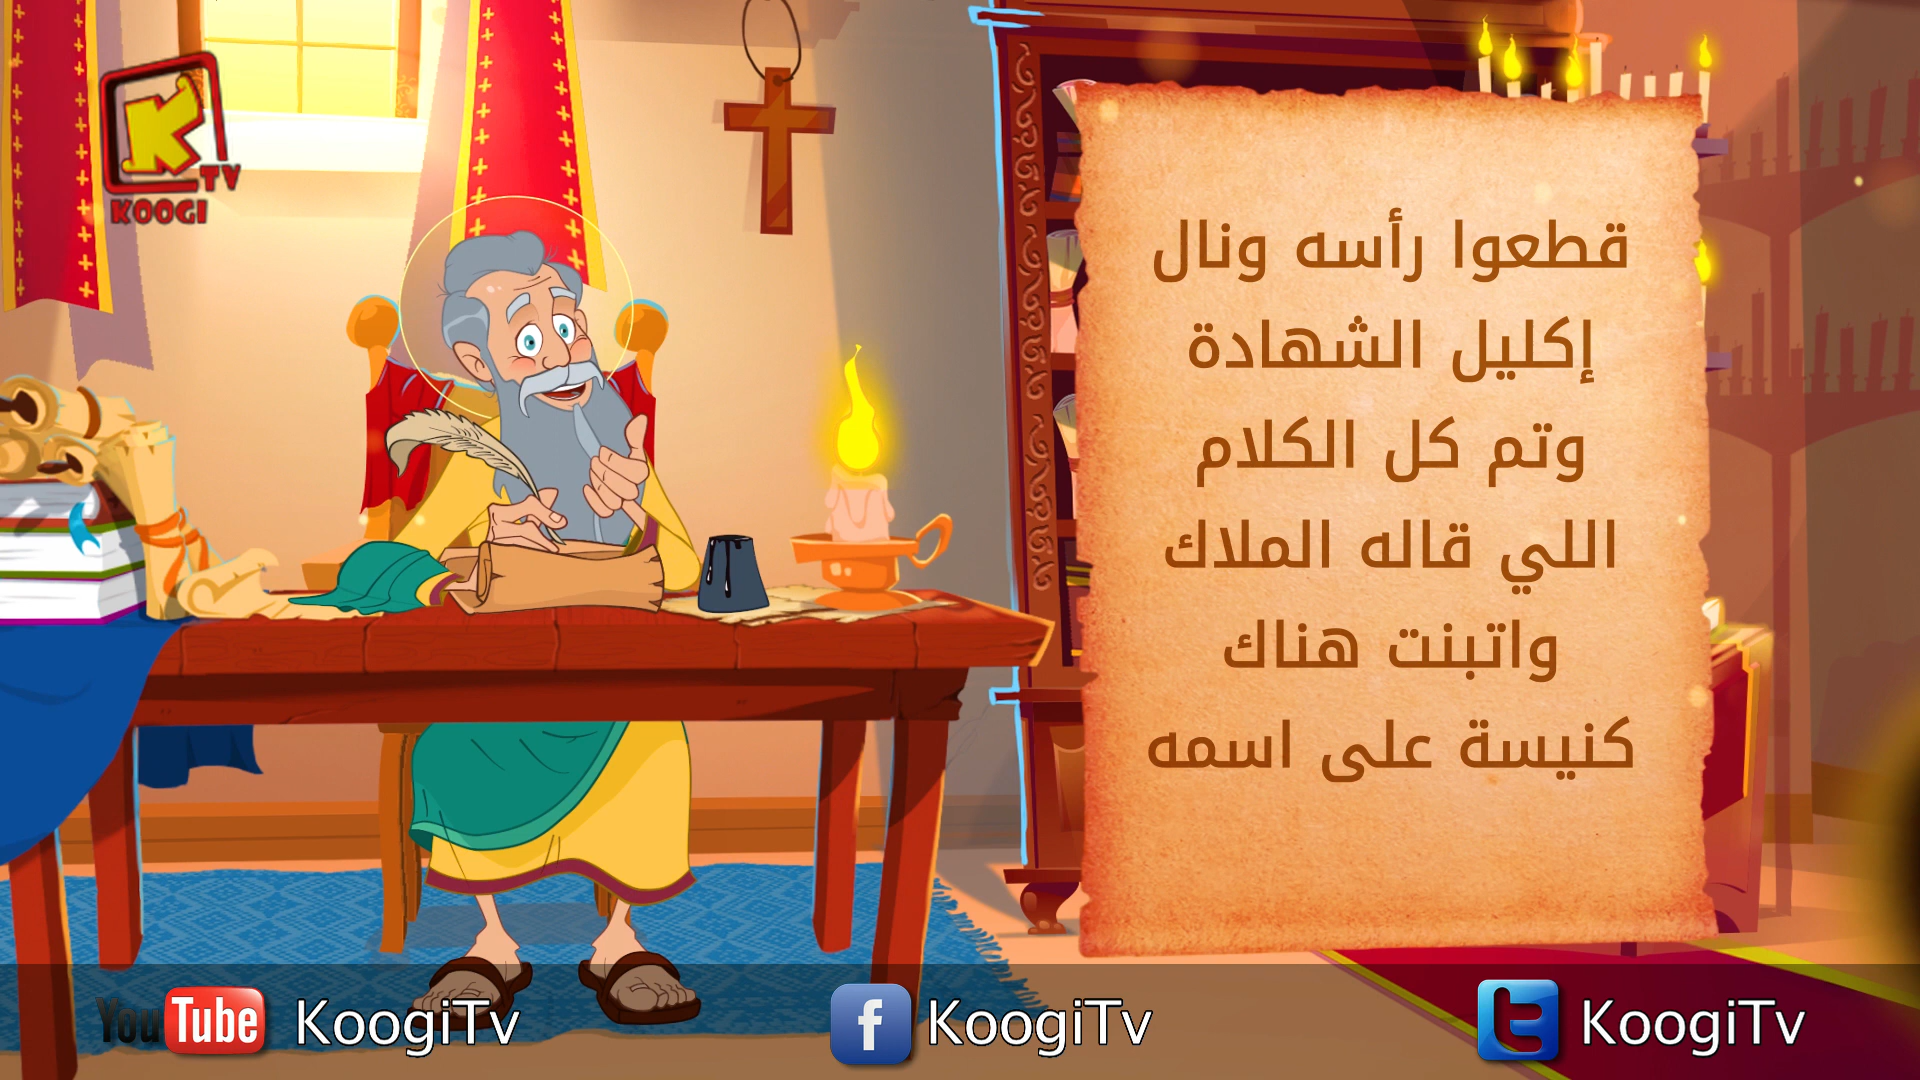 K TV
KOOGI
قطعوا رأسه ونال
إكليل الشهادة
وتم كل الكلام
اللي قاله الملاك
واتبنت هناك
كنيسة على اسمه
YouTube KoogiTv
f KoogiTv
t KoogiTv